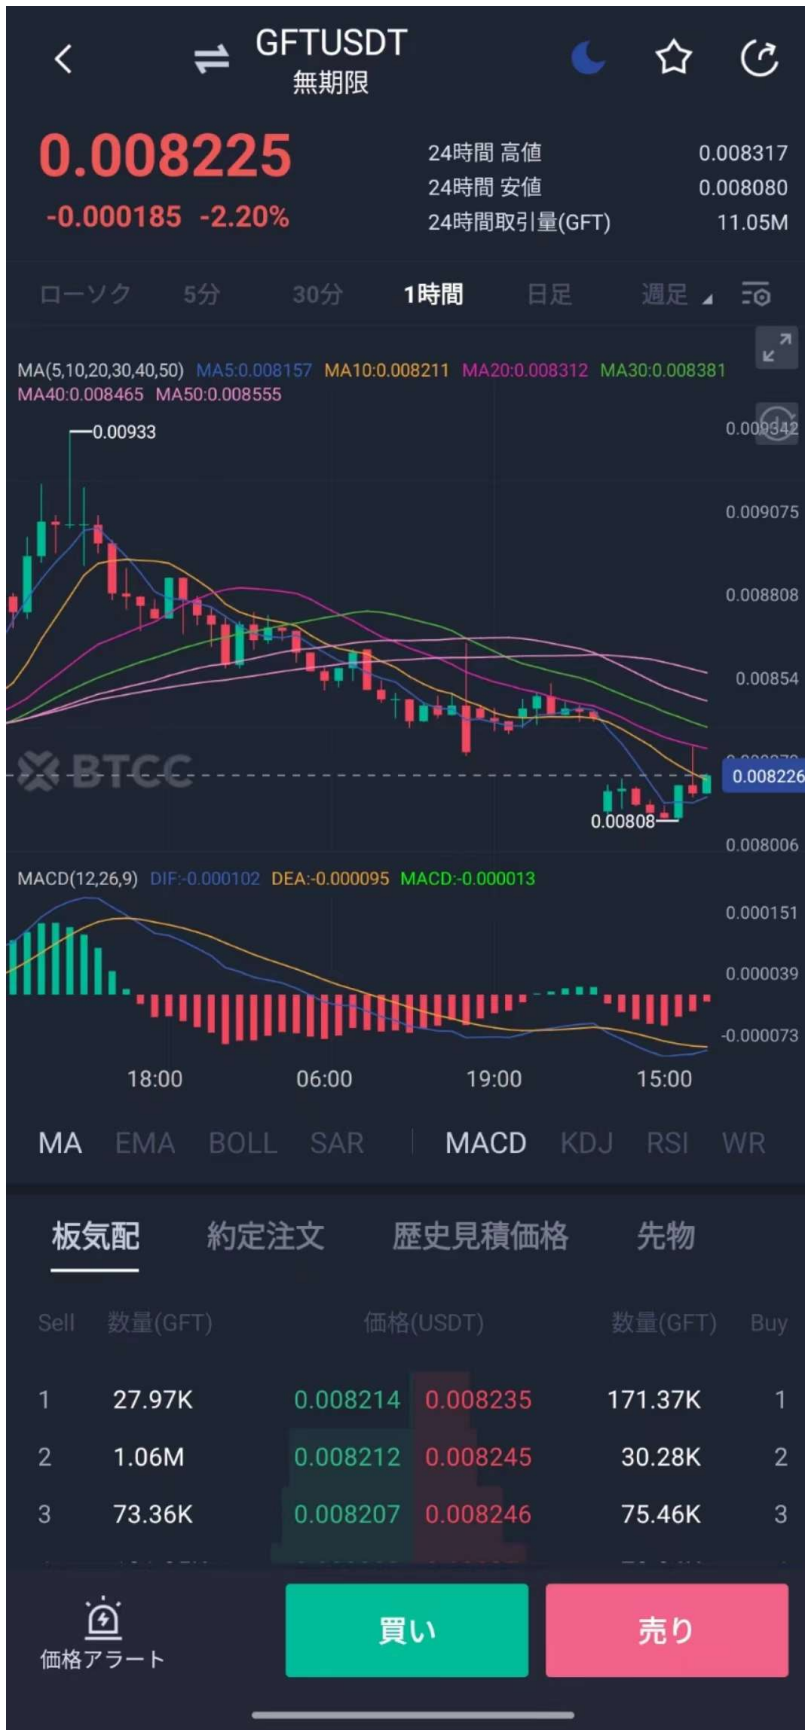 GFTUSDT
無期限
0.008225
-0.000185 -2.20%
24時間 高値 0.008317
24時間 安値 0.008080
24時間取引量(GFT) 11.05M
ローソク 5分 30分 1時間 日足 週足
MA(5,10,20,30,40,50) MA5:0.008157 MA10:0.008211 MA20:0.008312 MA30:0.008381
MA40:0.008465 MA50:0.008555
0.00933
0.009342
0.009075
0.008808
0.00854
BTCC
0.008226
0.00808
0.008006
MACD(12,26,9) DIF:-0.000102 DEA:-0.000095 MACD:-0.000013
0.000151
0.000039
-0.000073
18:00 06:00 19:00 15:00
MA EMA BOLL SAR MACD KDJ RSI WR
板気配 約定注文 歴史見積価格 先物
Sell 数量(GFT) 価格(USDT) 数量(GFT) Buy
1 27.97K 0.008214 0.008235 171.37K 1
2 1.06M 0.008212 0.008245 30.28K 2
3 73.36K 0.008207 0.008246 75.46K 3
価格アラート
買い
売り